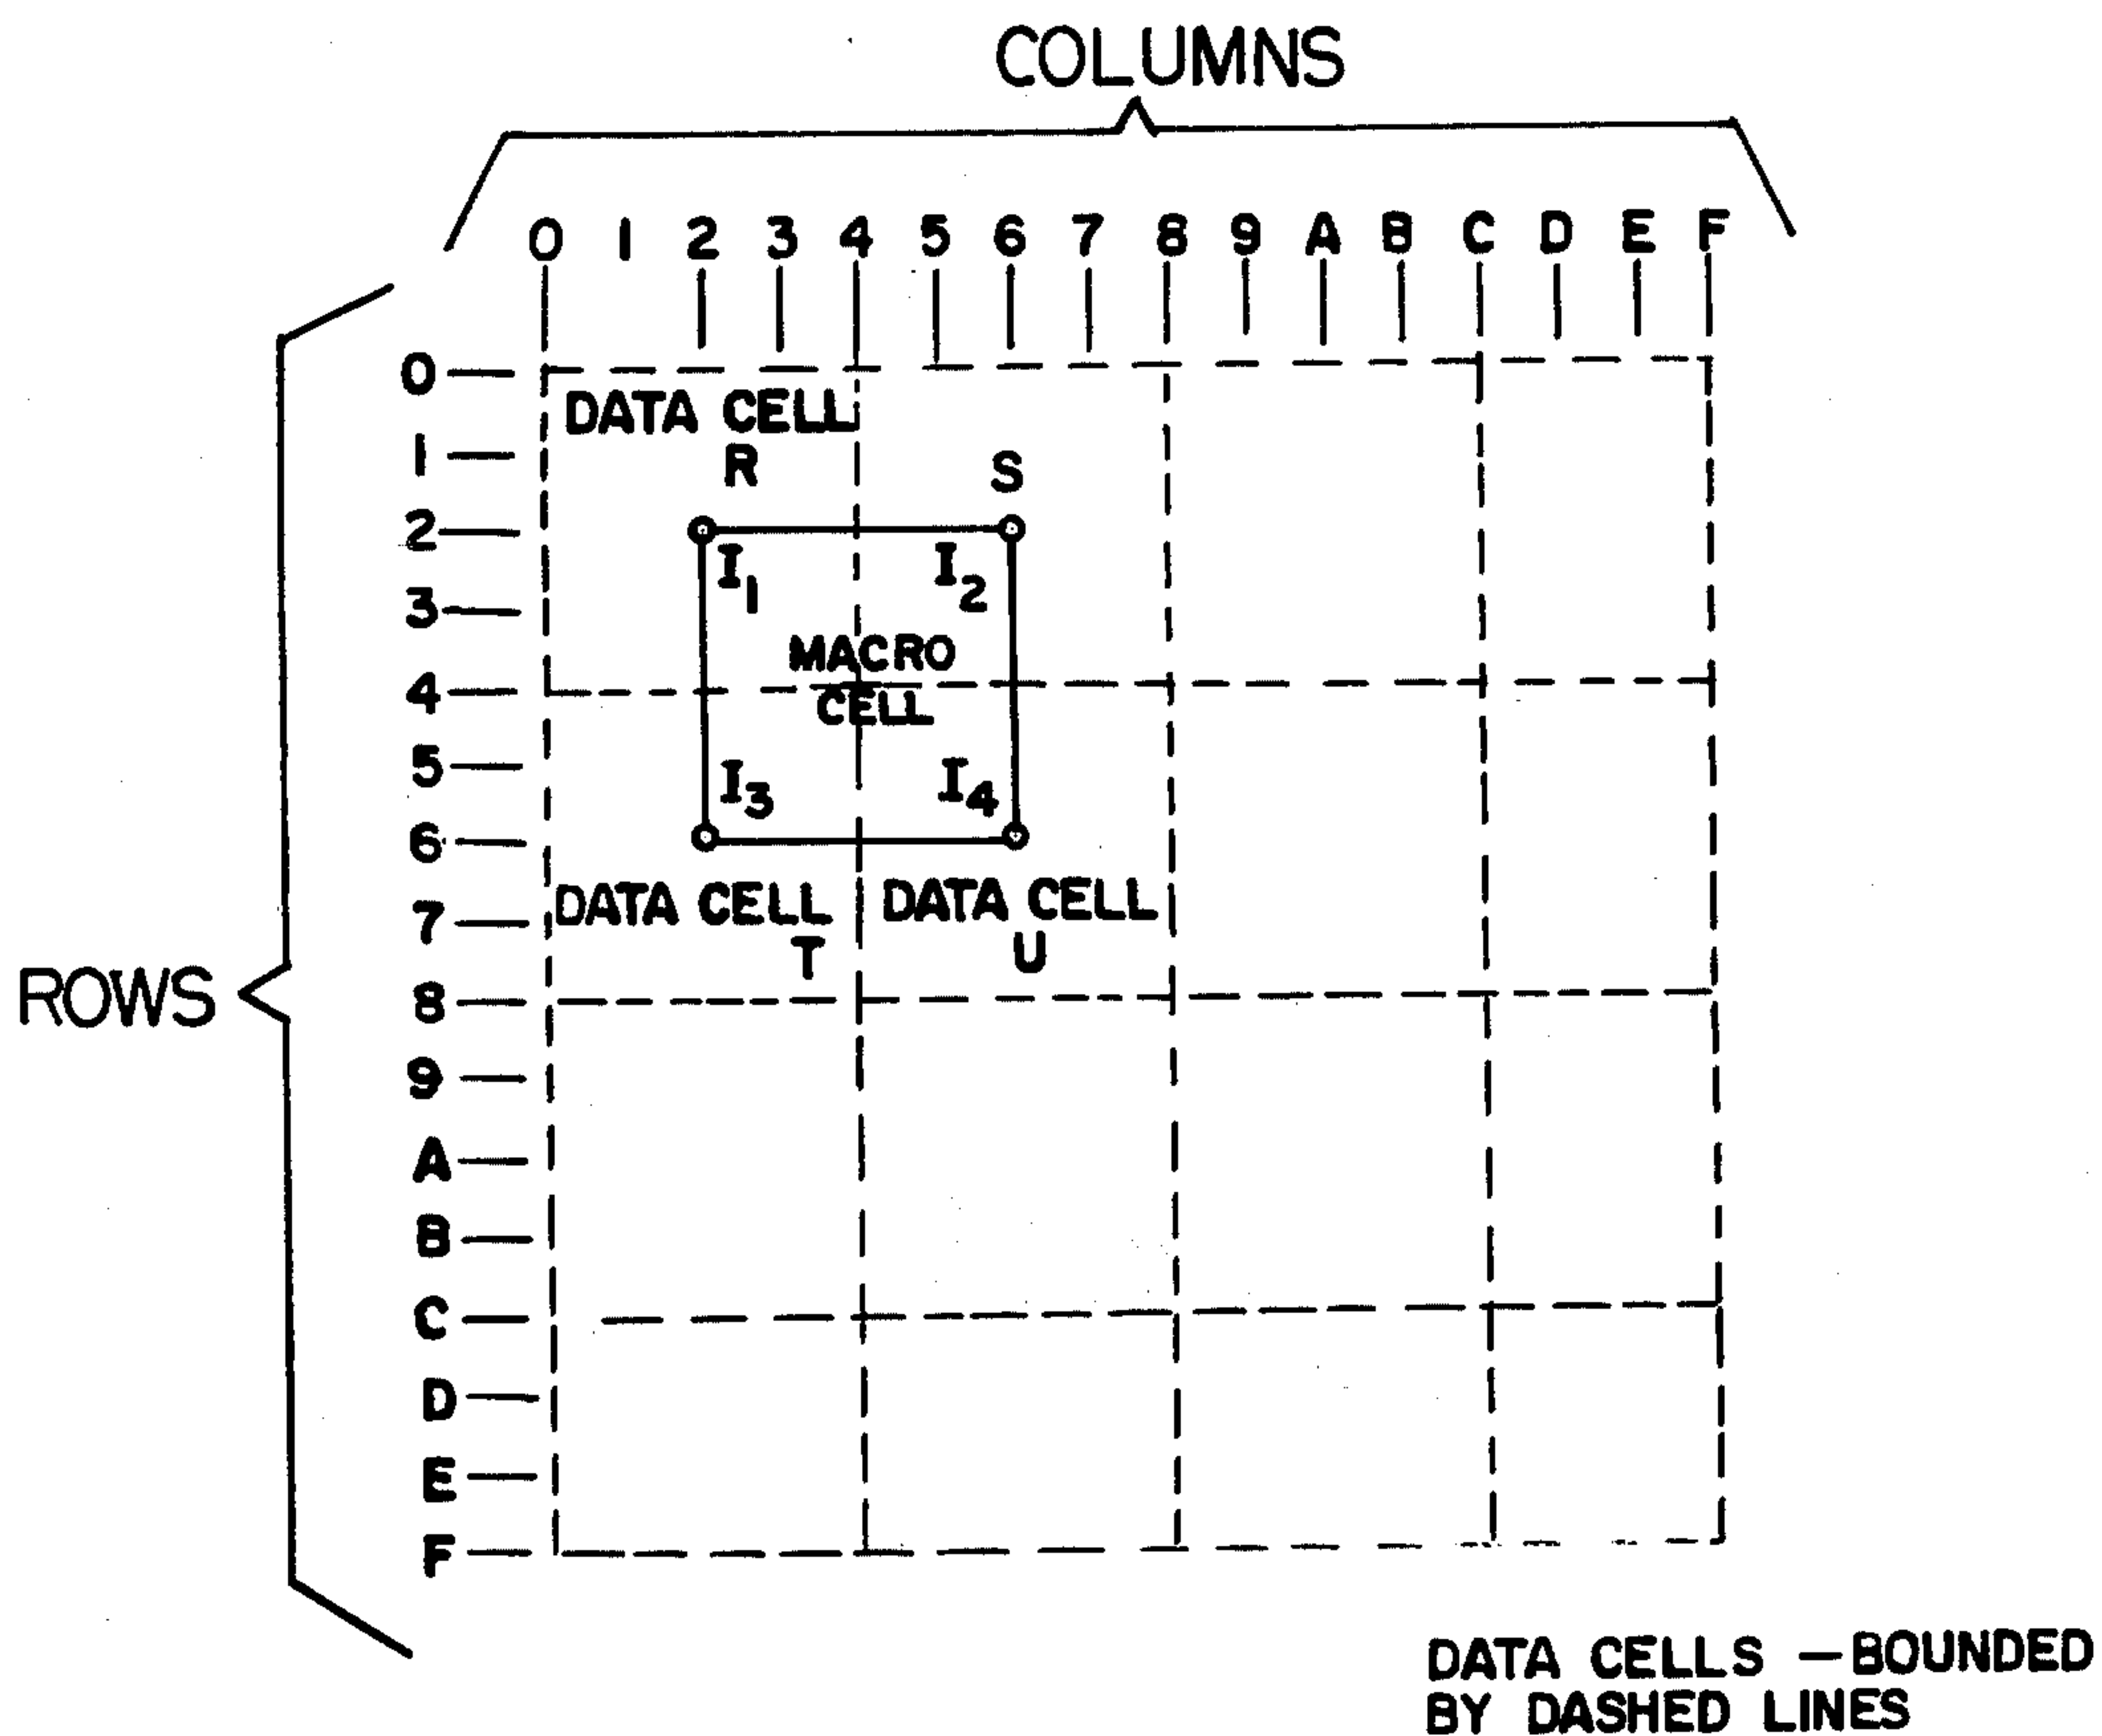 COLUMNS
0 1 2 3 4 5 6 7 8 9 A B C D E F
0
DATA CELL
1
R
S
2
I1
I2
3
MACRO
4
CELL
5
I3
I4
6
DATA CELL
DATA CELL
7
T
U
ROWS
8
9
A
B
C
D
E
F
DATA CELLS — BOUNDED
BY DASHED LINES